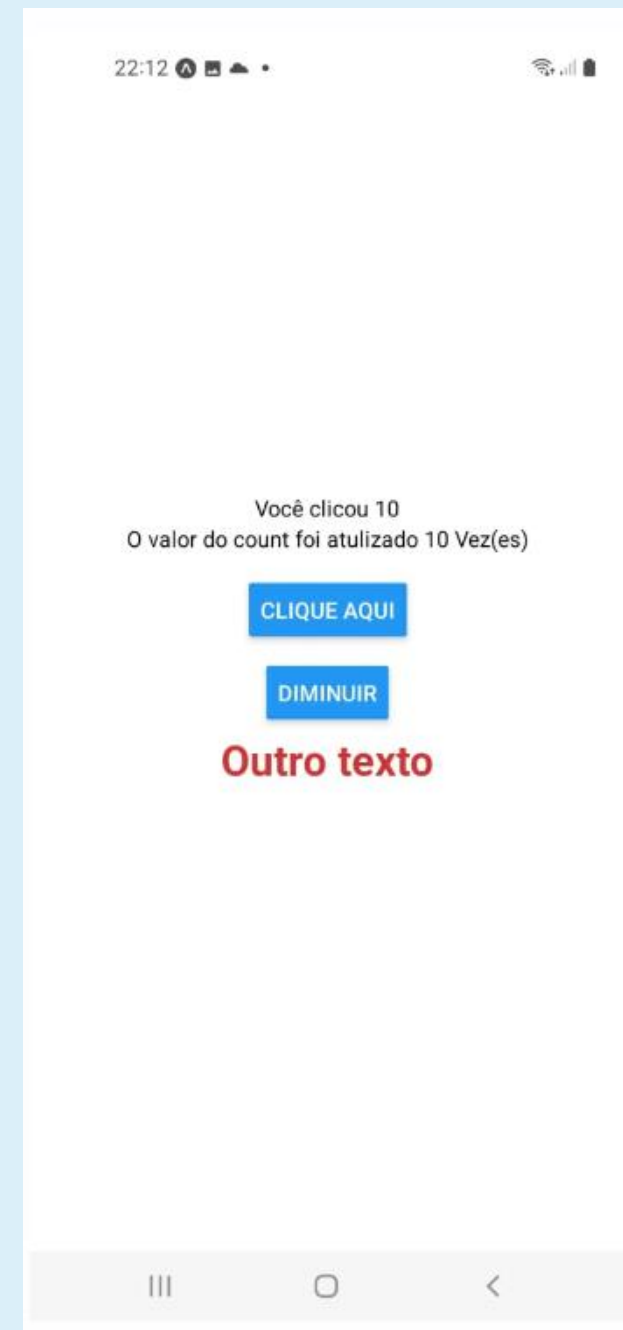 22:12
Você clicou 10
O valor do count foi atulizado 10 Vez(es)
CLIQUE AQUI
DIMINUIR
Outro texto